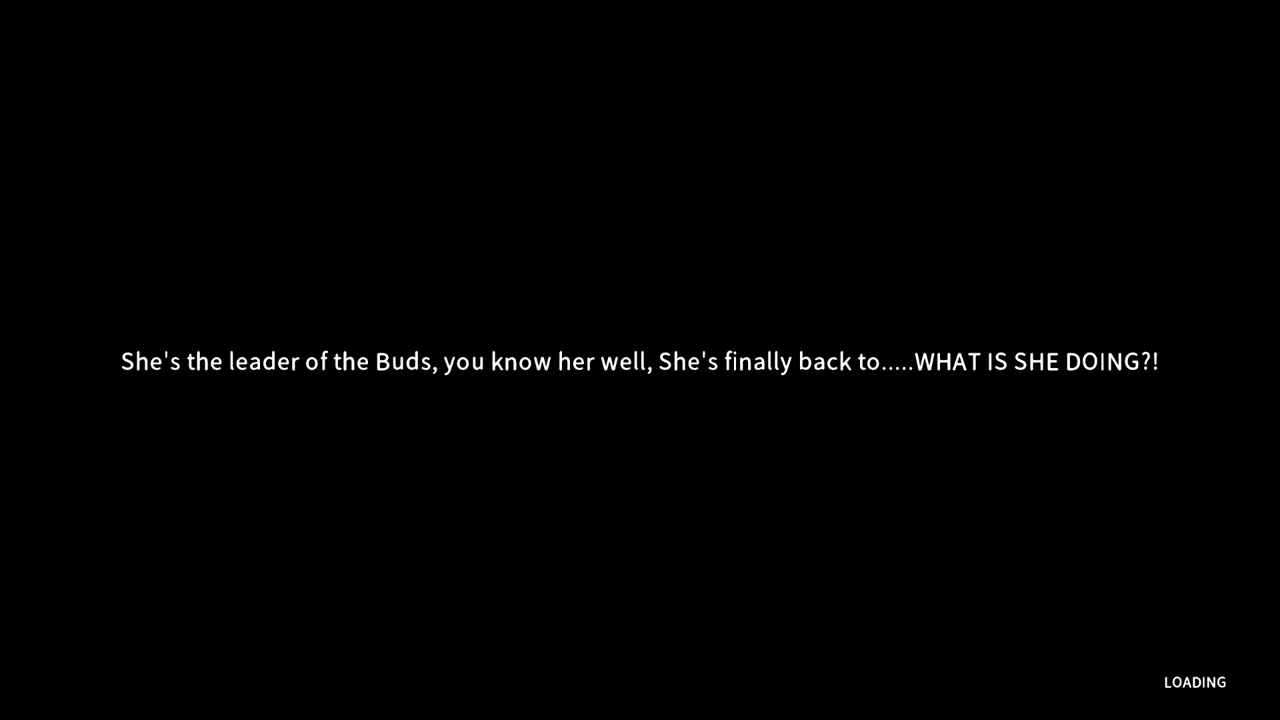 She's the leader of the Buds, you know her well, She's finally back to.....WHAT IS SHE DOING?!
LOADING